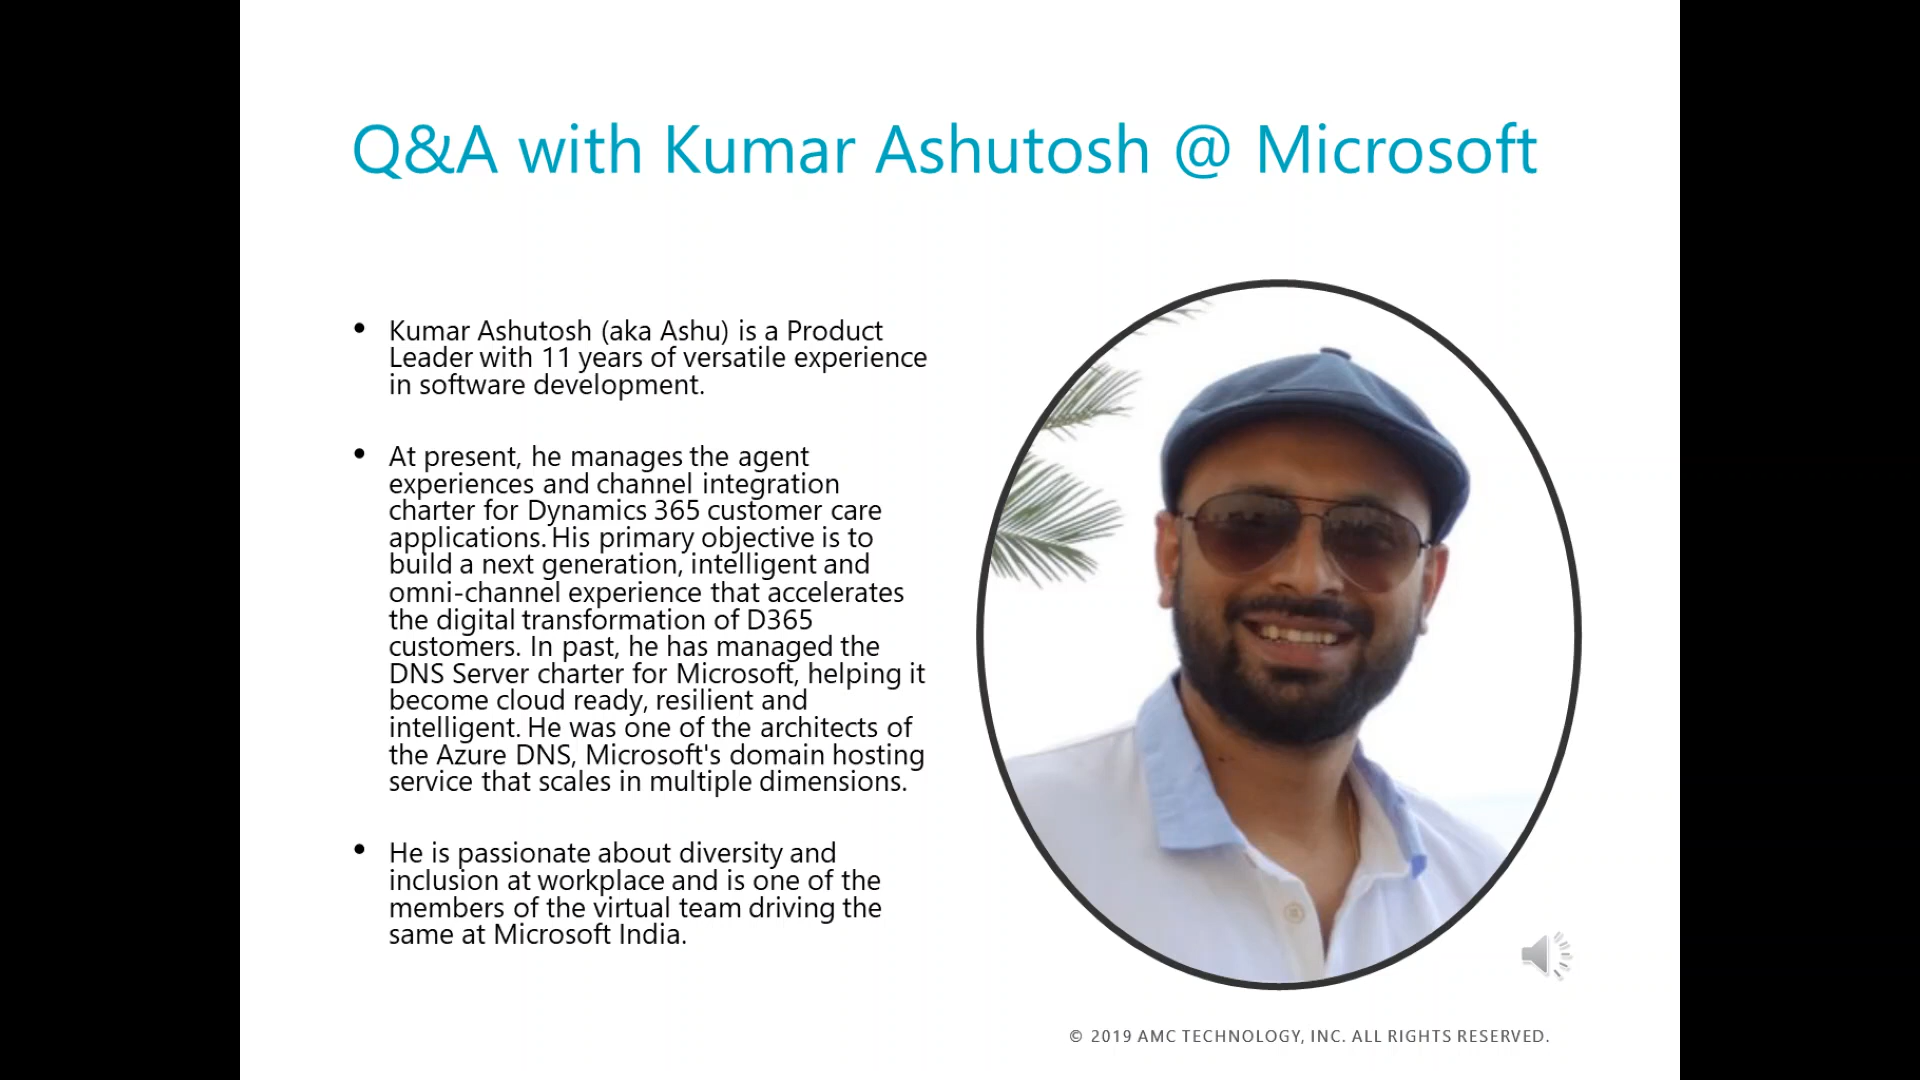 Q&A with Kumar Ashutosh @ Microsoft
• Kumar Ashutosh (aka Ashu) is a Product
Leader with 11 years of versatile experience
in software development.
• At present, he manages the agent
experiences and channel integration
charter for Dynamics 365 customer care
applications. His primary objective is to
build a next generation, intelligent and
omni-channel experience that accelerates
the digital transformation of D365
customers. In past, he has managed the
DNS Server charter for Microsoft, helping it
become cloud ready, resilient and
intelligent. He was one of the architects of
the Azure DNS, Microsoft's domain hosting
service that scales in multiple dimensions.
• He is passionate about diversity and
inclusion at workplace and is one of the
members of the virtual team driving the
same at Microsoft India.
© 2019 AMC TECHNOLOGY, INC. ALL RIGHTS RESERVED.